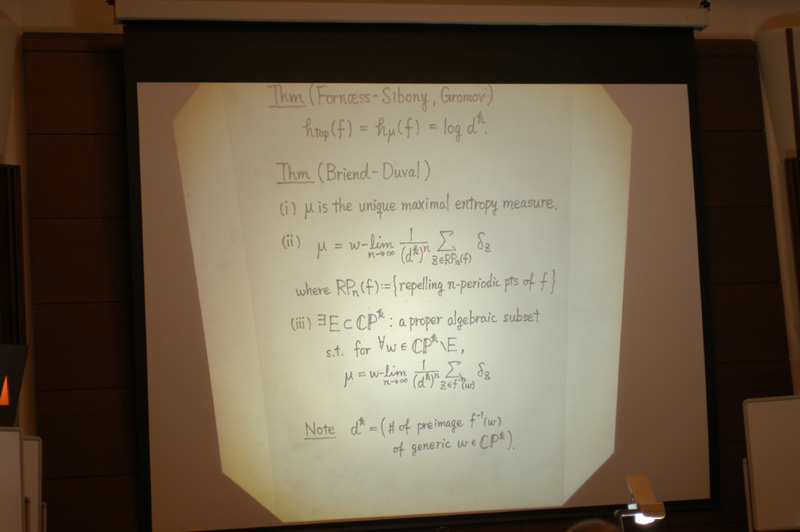 Thm (Fornæss-Sibony, Gromov)
h_top(f) = h_μ(f) = log d^k.
Thm (Briend-Duval)
(i) μ is the unique maximal entropy measure.
(ii) μ = w-lim_{n→∞} 1/(d^k)^n Σ_{z∈RP_n(f)} δ_z
where RP_n(f) := {repelling n-periodic pts of f}
(iii) ∃E ⊂ ℂℙ^k : a proper algebraic subset
s.t. for ∀w ∈ ℂℙ^k \ E,
μ = w-lim_{n→∞} 1/(d^k)^n Σ_{z∈f^{-n}(w)} δ_z
Note d^k = (# of preimage f^{-1}(w)
of generic w ∈ ℂℙ^k).